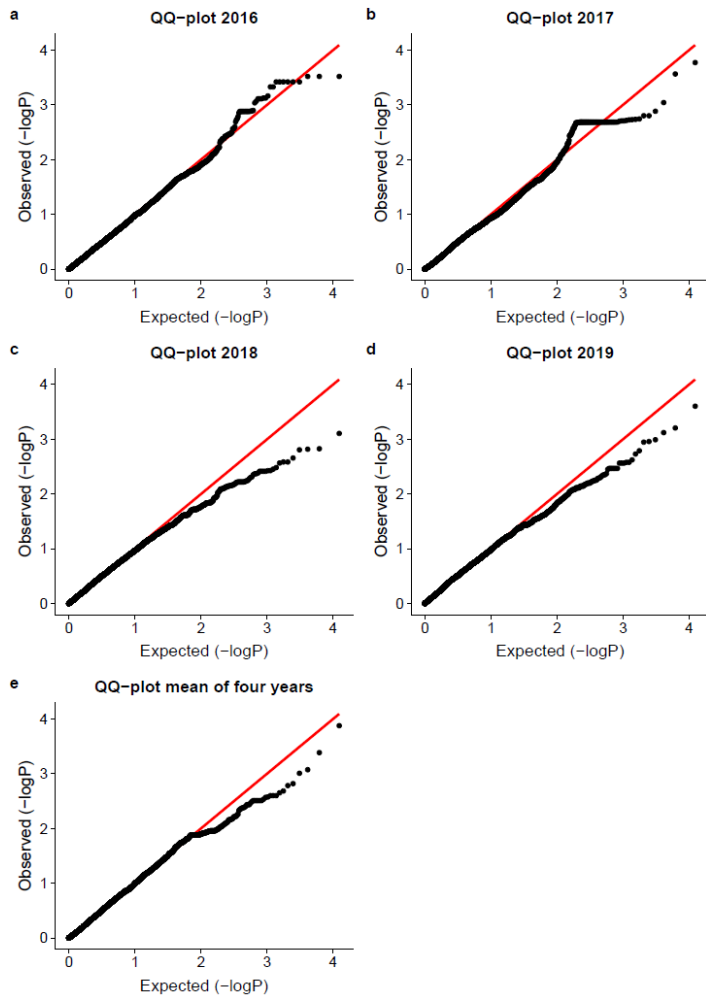 a
QQ−plot 2016
Observed (−logP)
4
3
2
1
0
0 1 2 3 4
Expected (−logP)
b
QQ−plot 2017
Observed (−logP)
4
3
2
1
0
0 1 2 3 4
Expected (−logP)
c
QQ−plot 2018
Observed (−logP)
4
3
2
1
0
0 1 2 3 4
Expected (−logP)
d
QQ−plot 2019
Observed (−logP)
4
3
2
1
0
0 1 2 3 4
Expected (−logP)
e
QQ−plot mean of four years
Observed (−logP)
4
3
2
1
0
0 1 2 3 4
Expected (−logP)